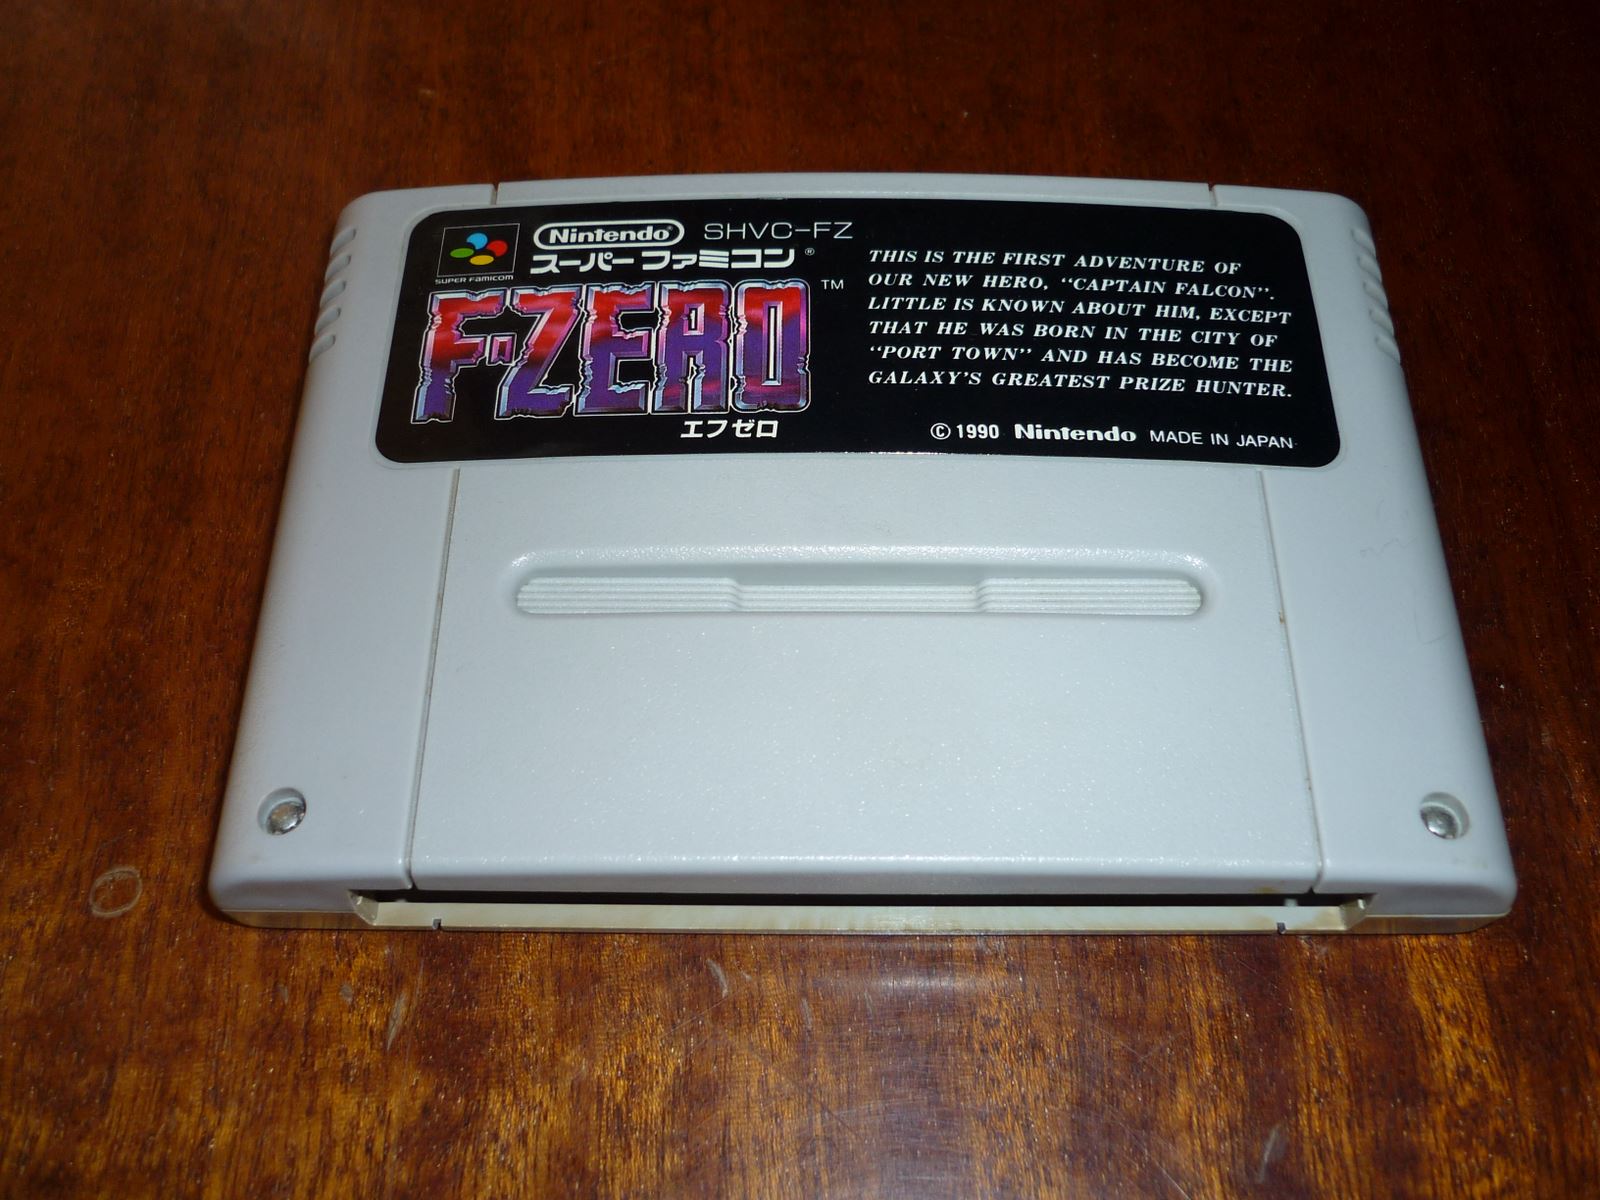 Nintendo® SHVC-FZ
スーパーファミコン®
SUPER FAMICOM
F-ZERO™
エフゼロ
THIS IS THE FIRST ADVENTURE OF
OUR NEW HERO, "CAPTAIN FALCON".
LITTLE IS KNOWN ABOUT HIM, EXCEPT
THAT HE WAS BORN IN THE CITY OF
"PORT TOWN" AND HAS BECOME THE
GALAXY'S GREATEST PRIZE HUNTER.
© 1990 Nintendo MADE IN JAPAN